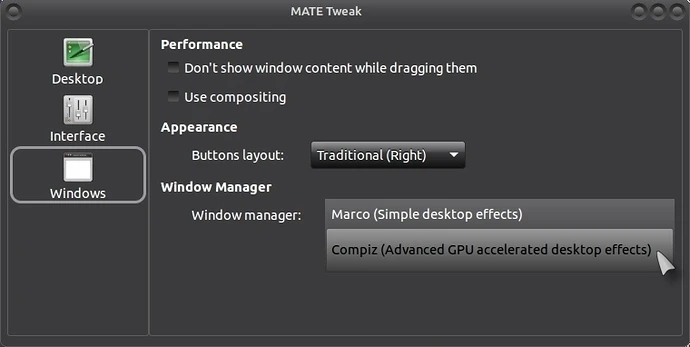 MATE Tweak
Desktop
Interface
Windows
Performance
Don't show window content while dragging them
Use compositing
Appearance
Buttons layout: Traditional (Right)
Window Manager
Window manager: Marco (Simple desktop effects)
Compiz (Advanced GPU accelerated desktop effects)